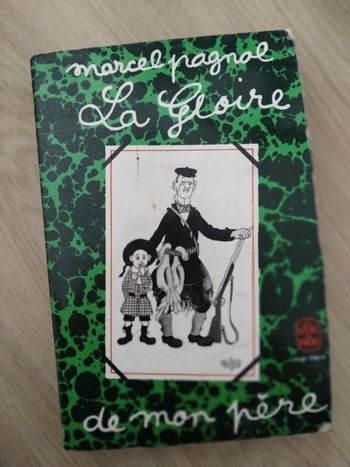 marcel pagnol
La Gloire
de mon père